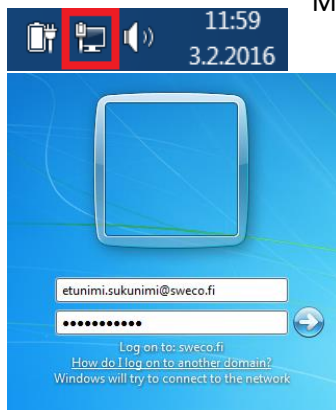 M
11:59
3.2.2016
etunimi.sukunimi@sweco.fi
•••••••••••
Log on to: sweco.fi
How do I log on to another domain?
Windows will try to connect to the network